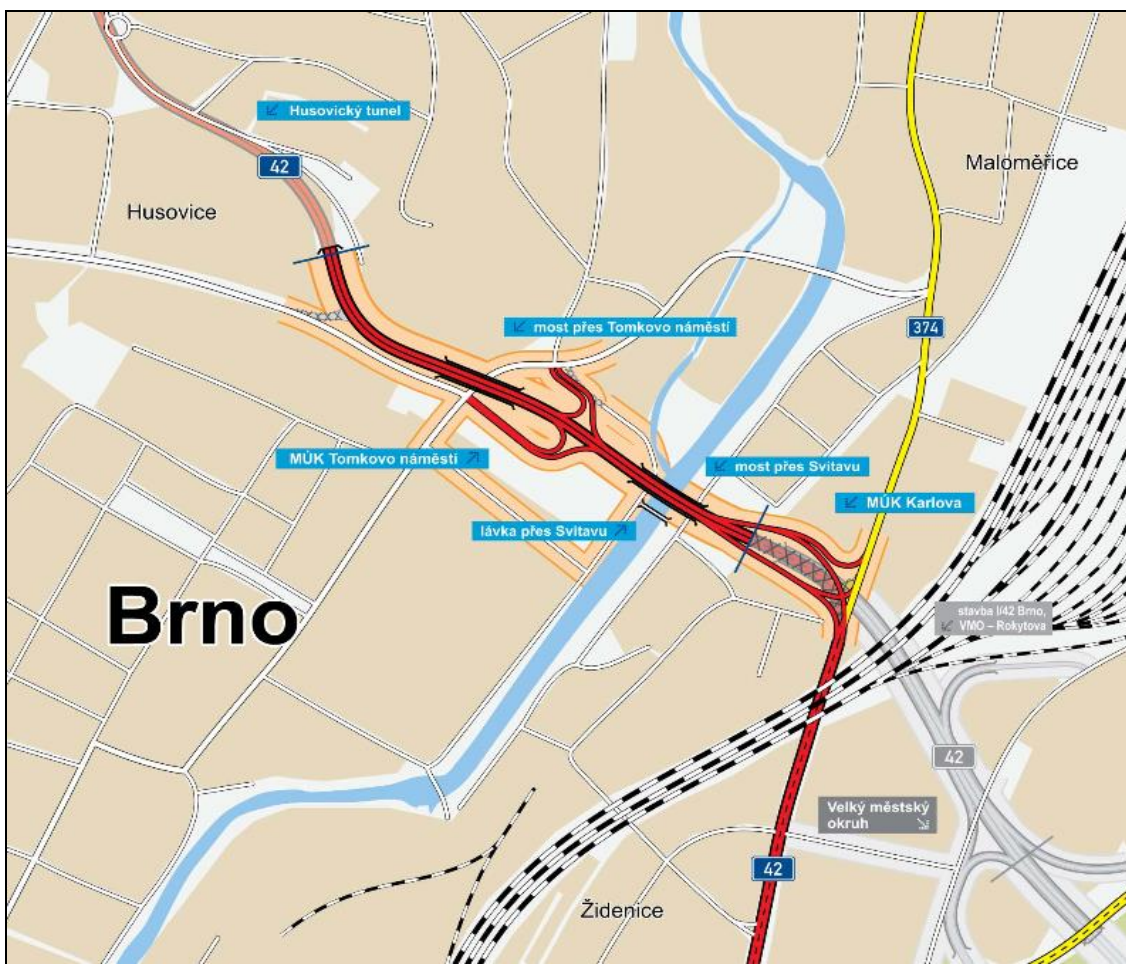 Husovický tunel
42
Maloměřice
Husovice
most přes Tomkovo náměstí
374
MÚK Tomkovo náměstí
most přes Svitavu
MÚK Karlova
lávka přes Svitavu
Brno
stavba I/42 Brno,
VMO – Rokytova
42
Velký městský
okruh
42
Židenice